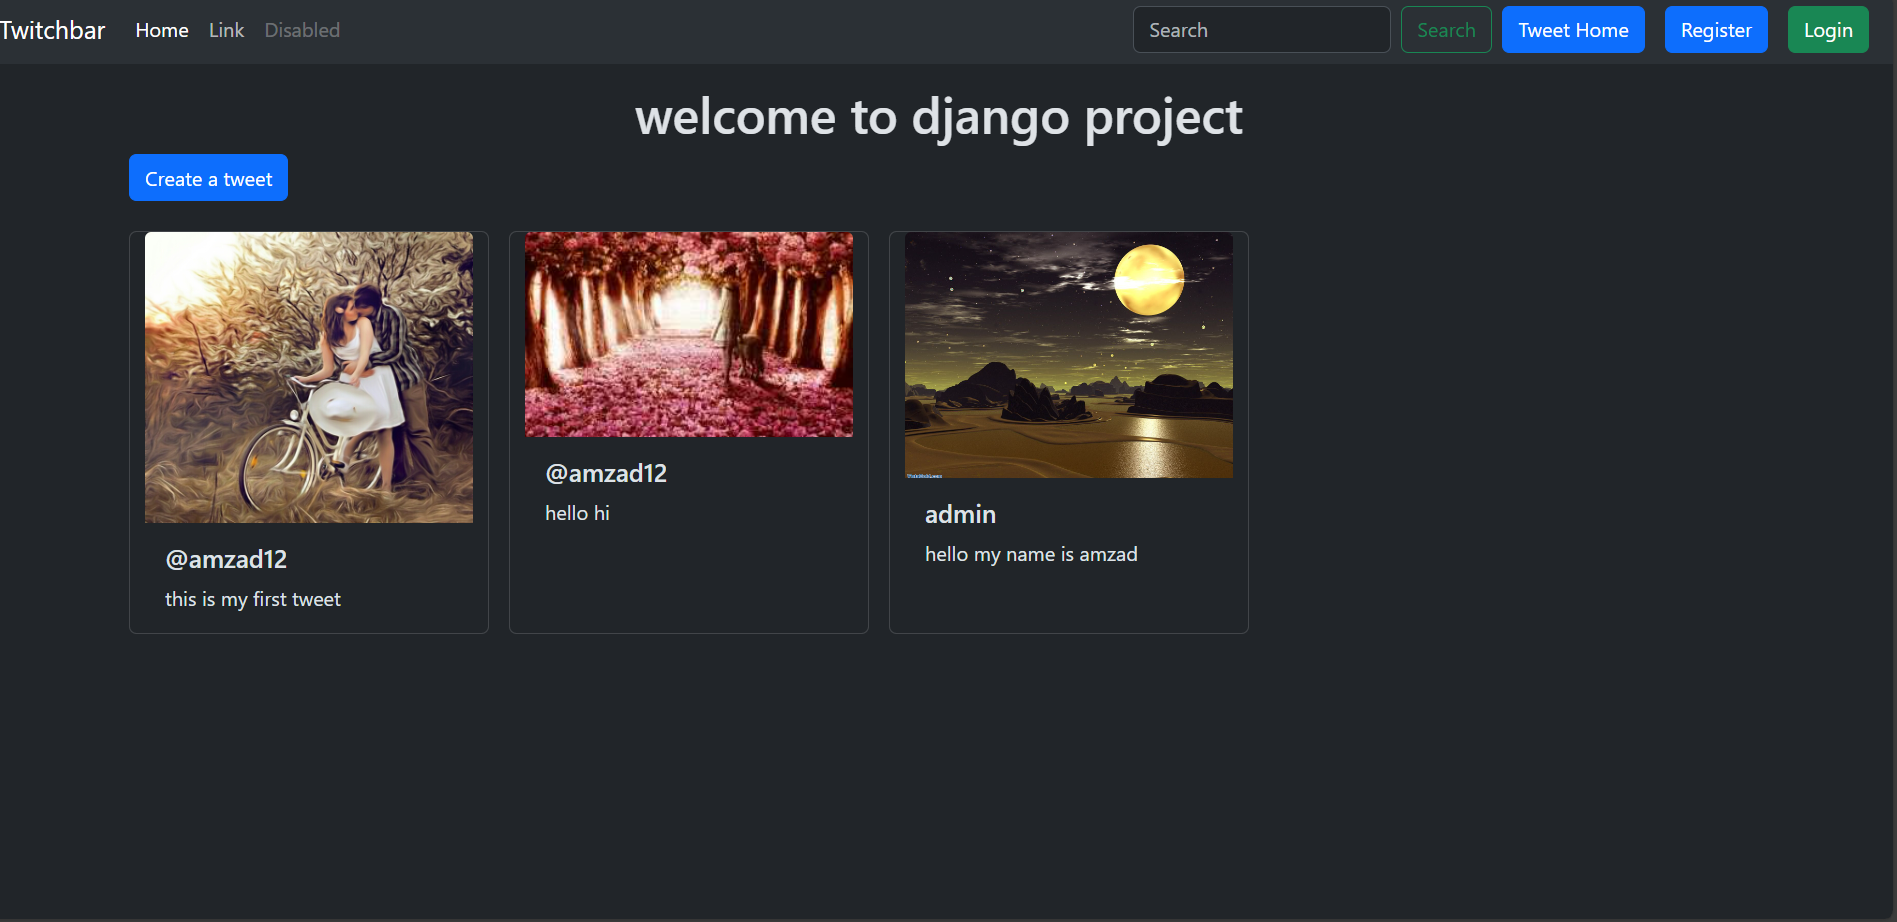 Twitchbar Home Link Disabled Search Search Tweet Home Register Login
welcome to django project
Create a tweet
@amzad12
this is my first tweet
@amzad12
hello hi
admin
hello my name is amzad